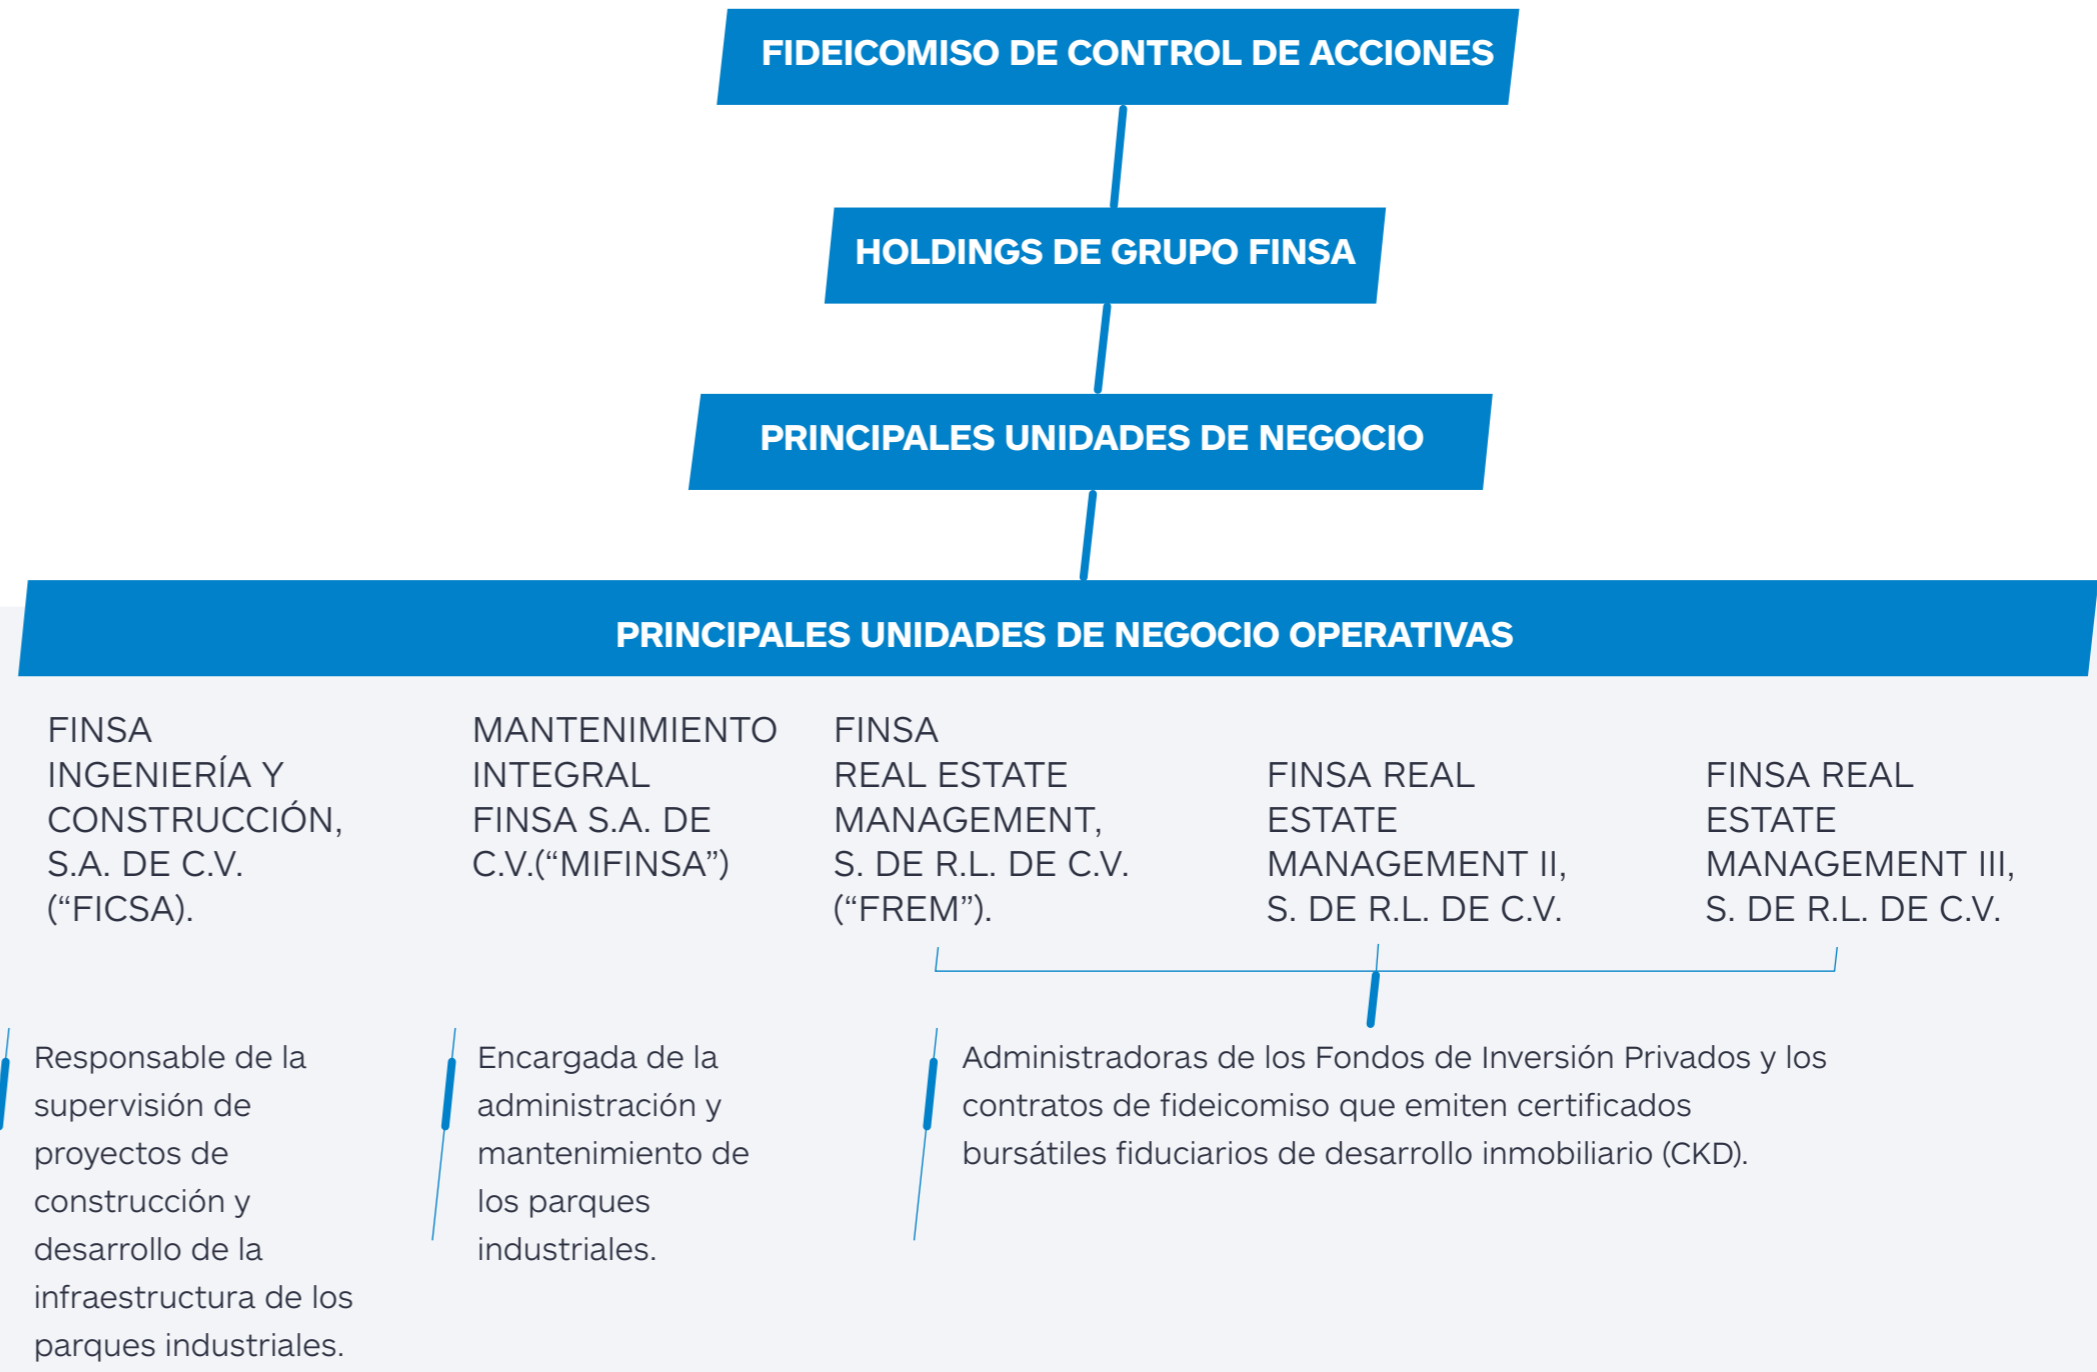 FIDEICOMISO DE CONTROL DE ACCIONES
HOLDINGS DE GRUPO FINSA
PRINCIPALES UNIDADES DE NEGOCIO
PRINCIPALES UNIDADES DE NEGOCIO OPERATIVAS
FINSA
INGENIERÍA Y
CONSTRUCCIÓN,
S.A. DE C.V.
(“FICSA).
MANTENIMIENTO
INTEGRAL
FINSA S.A. DE
C.V.(“MIFINSA”)
FINSA
REAL ESTATE
MANAGEMENT,
S. DE R.L. DE C.V.
(“FREM”).
FINSA REAL
ESTATE
MANAGEMENT II,
S. DE R.L. DE C.V.
FINSA REAL
ESTATE
MANAGEMENT III,
S. DE R.L. DE C.V.
Responsable de la
supervisión de
proyectos de
construcción y
desarrollo de la
infraestructura de los
parques industriales.
Encargada de la
administración y
mantenimiento de
los parques
industriales.
Administradoras de los Fondos de Inversión Privados y los
contratos de fideicomiso que emiten certificados
bursátiles fiduciarios de desarrollo inmobiliario (CKD).